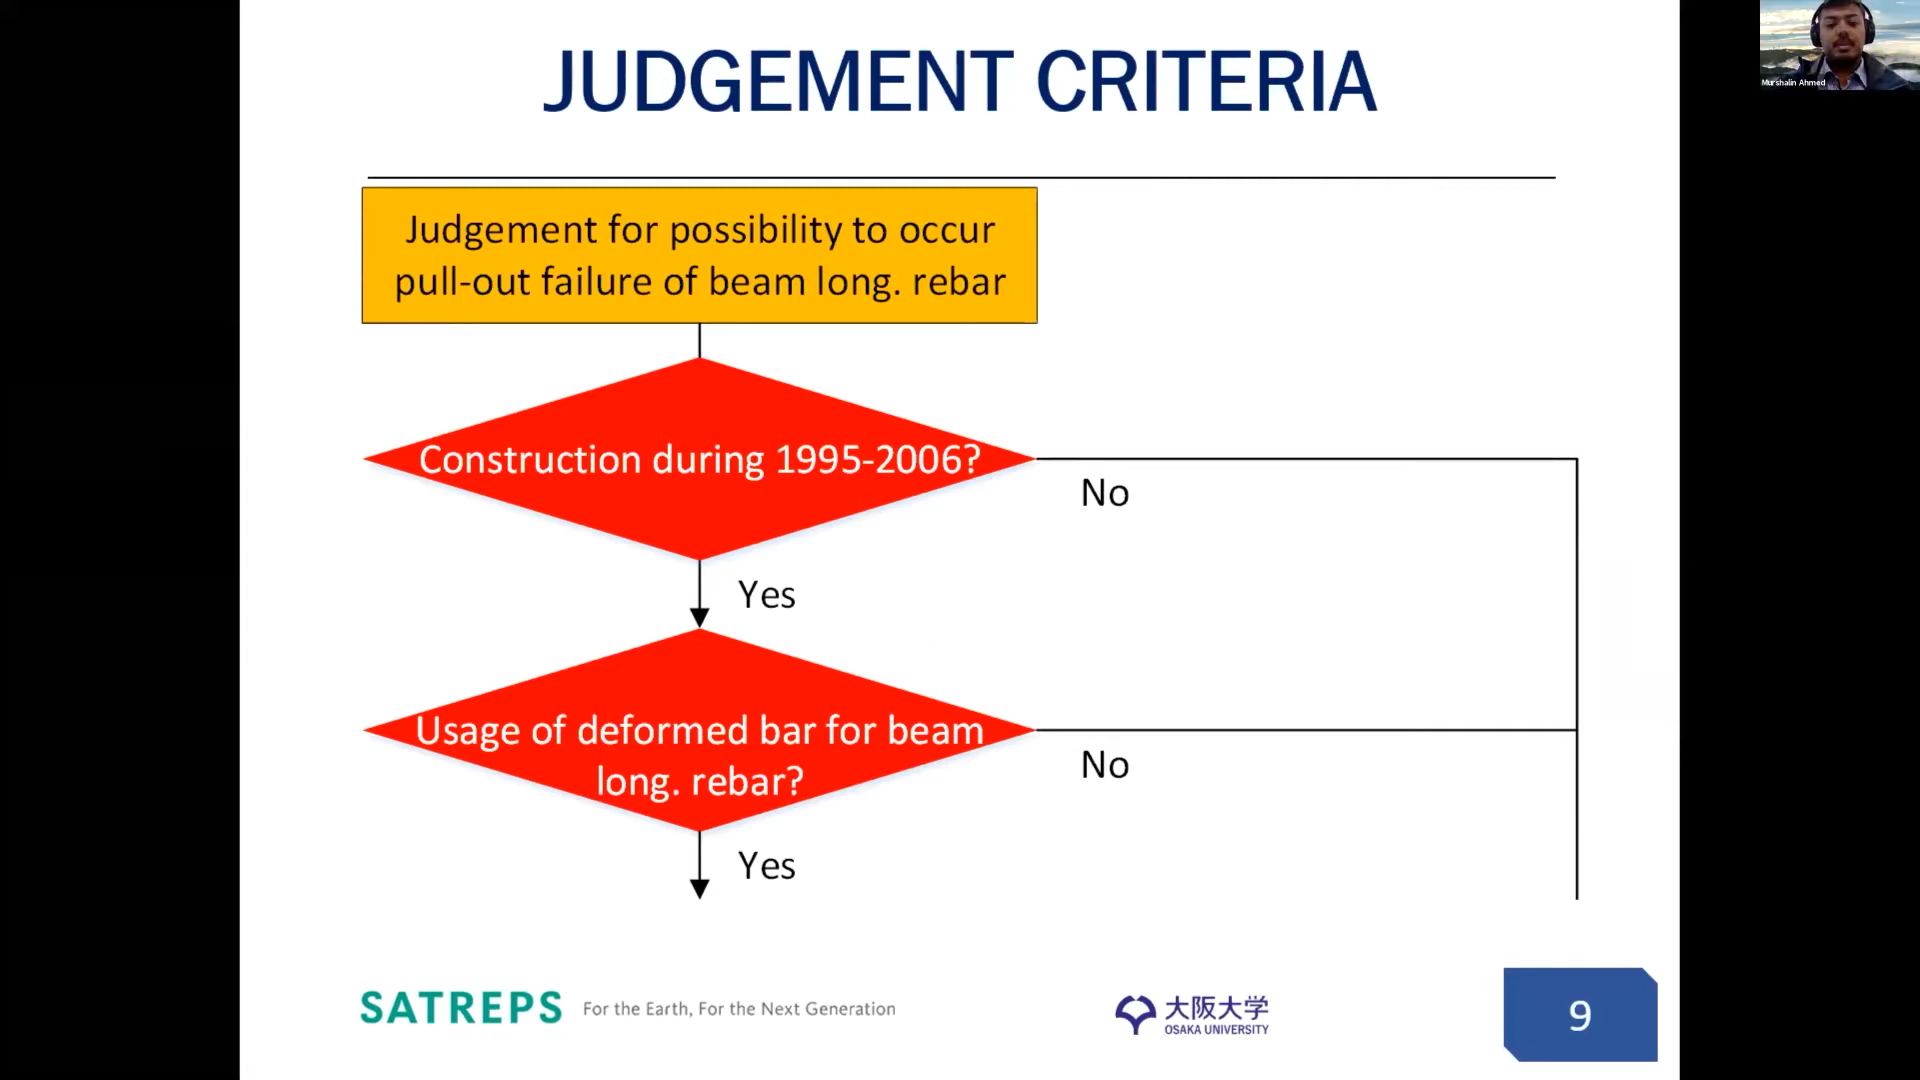 JUDGEMENT CRITERIA
Murshalin Ahmed
Judgement for possibility to occur
pull-out failure of beam long. rebar
Construction during 1995-2006?
No
Yes
Usage of deformed bar for beam
long. rebar?
No
Yes
SATREPS For the Earth, For the Next Generation
大阪大学
OSAKA UNIVERSITY
9